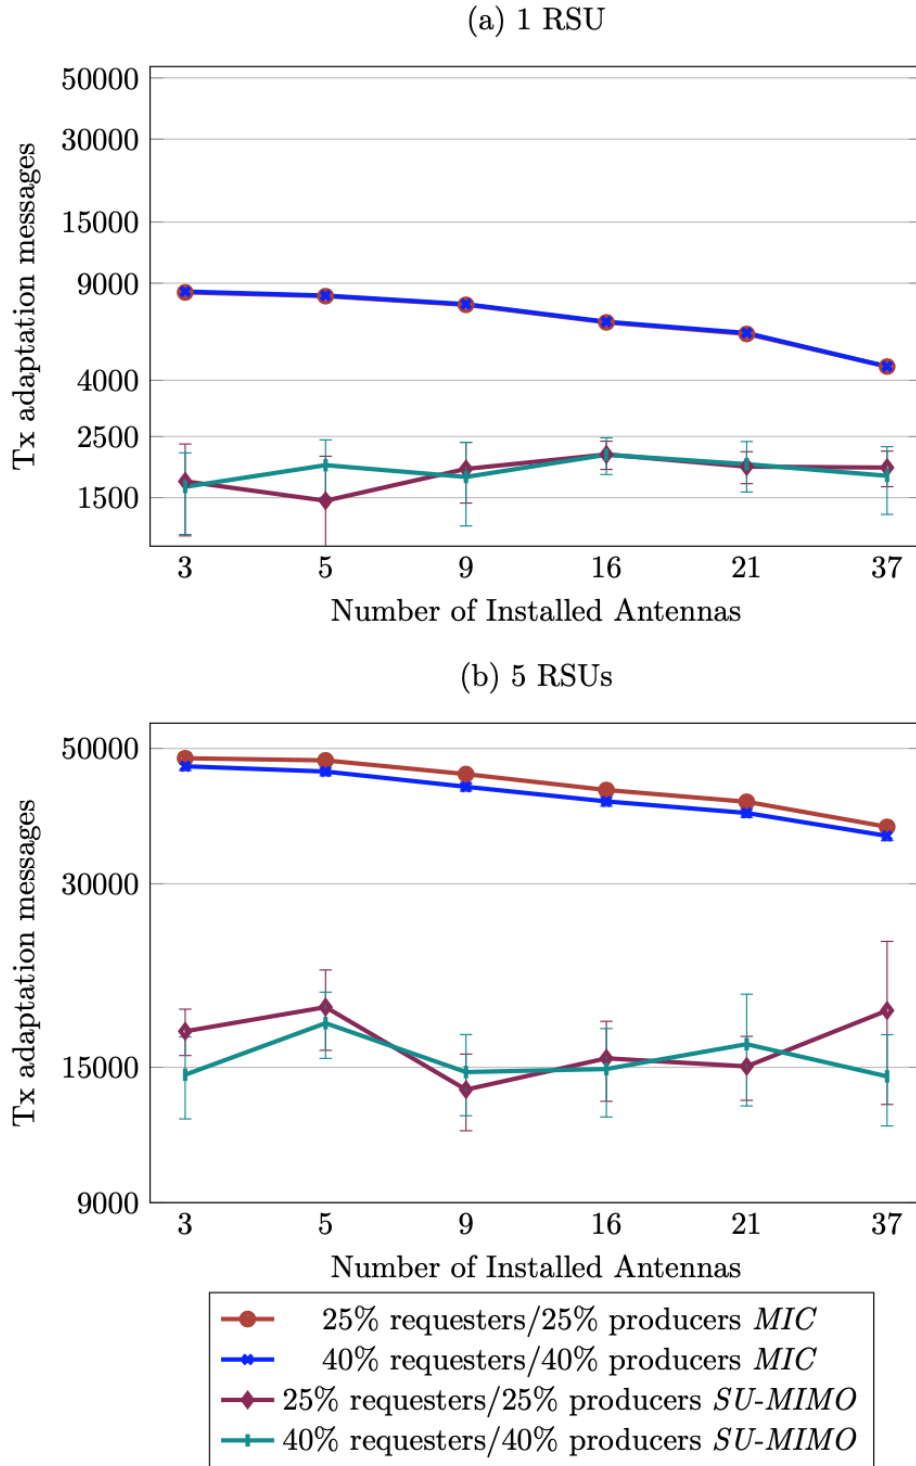 (a) 1 RSU
Tx adaptation messages
50000
30000
15000
9000
4000
2500
1500
3 5 9 16 21 37
Number of Installed Antennas
(b) 5 RSUs
Tx adaptation messages
50000
30000
15000
9000
3 5 9 16 21 37
Number of Installed Antennas
25% requesters/25% producers MIC
40% requesters/40% producers MIC
25% requesters/25% producers SU-MIMO
40% requesters/40% producers SU-MIMO